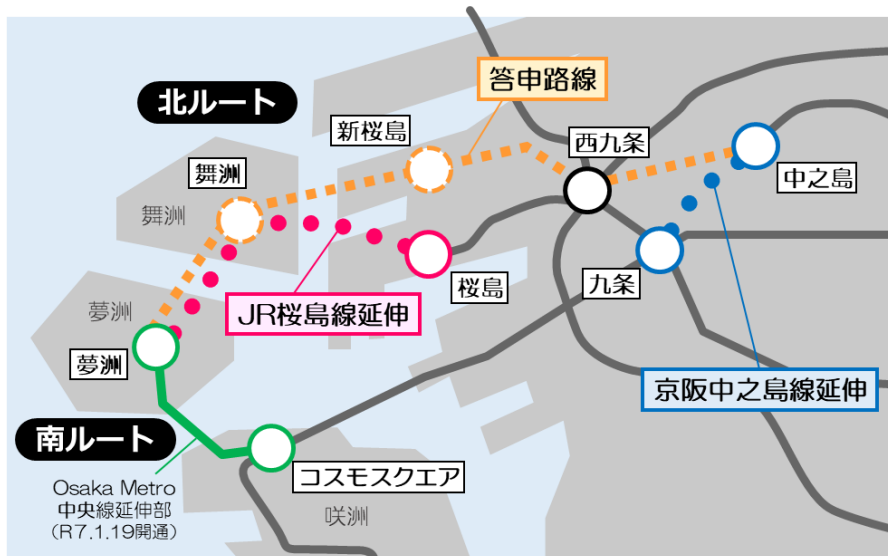 答申路線
北ルート
新桜島
西九条
舞洲
中之島
舞洲
九条
桜島
夢洲
JR桜島線延伸
夢洲
京阪中之島線延伸
南ルート
コスモスクエア
Osaka Metro
中央線延伸部
(R7.1.19開通)
咲洲